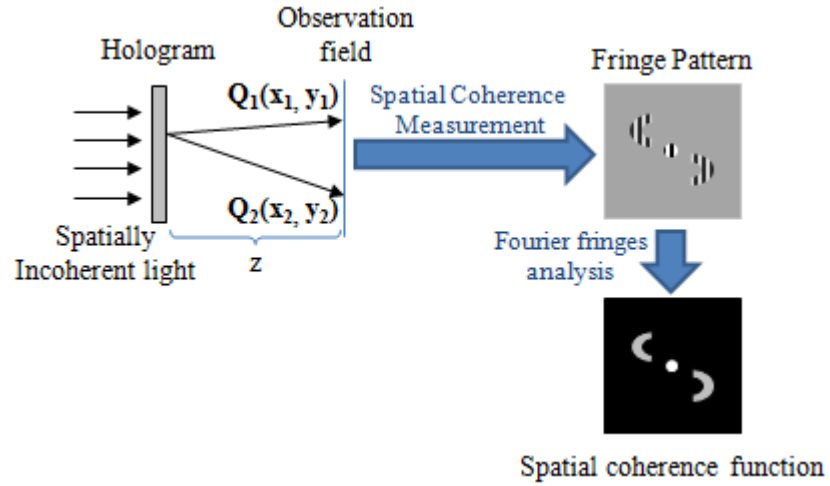 Observation
field
Hologram
Fringe Pattern
Q₁(x₁, y₁)
Spatial Coherence
Measurement
Q₂(x₂, y₂)
Spatially
Incoherent light
z
Fourier fringes
analysis
Spatial coherence function